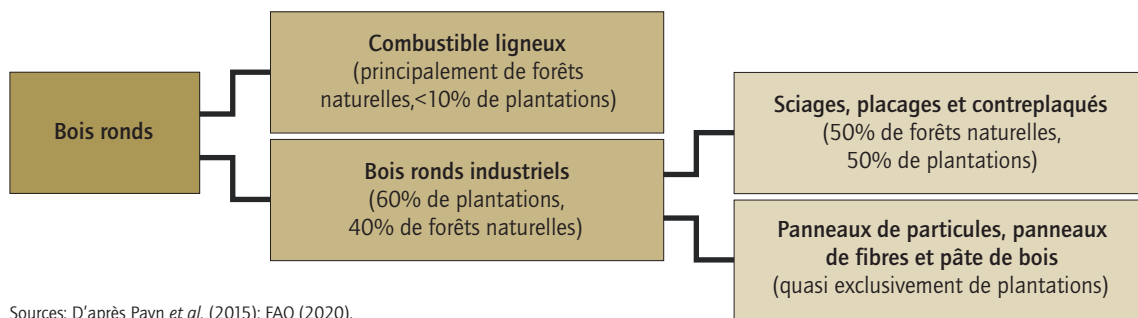 Bois ronds
Combustible ligneux
(principalement de forêts
naturelles,<10% de plantations)
Bois ronds industriels
(60% de plantations,
40% de forêts naturelles)
Sciages, placages et contreplaqués
(50% de forêts naturelles,
50% de plantations)
Panneaux de particules, panneaux
de fibres et pâte de bois
(quasi exclusivement de plantations)
Sources: D'après Payn et al. (2015); FAO (2020).